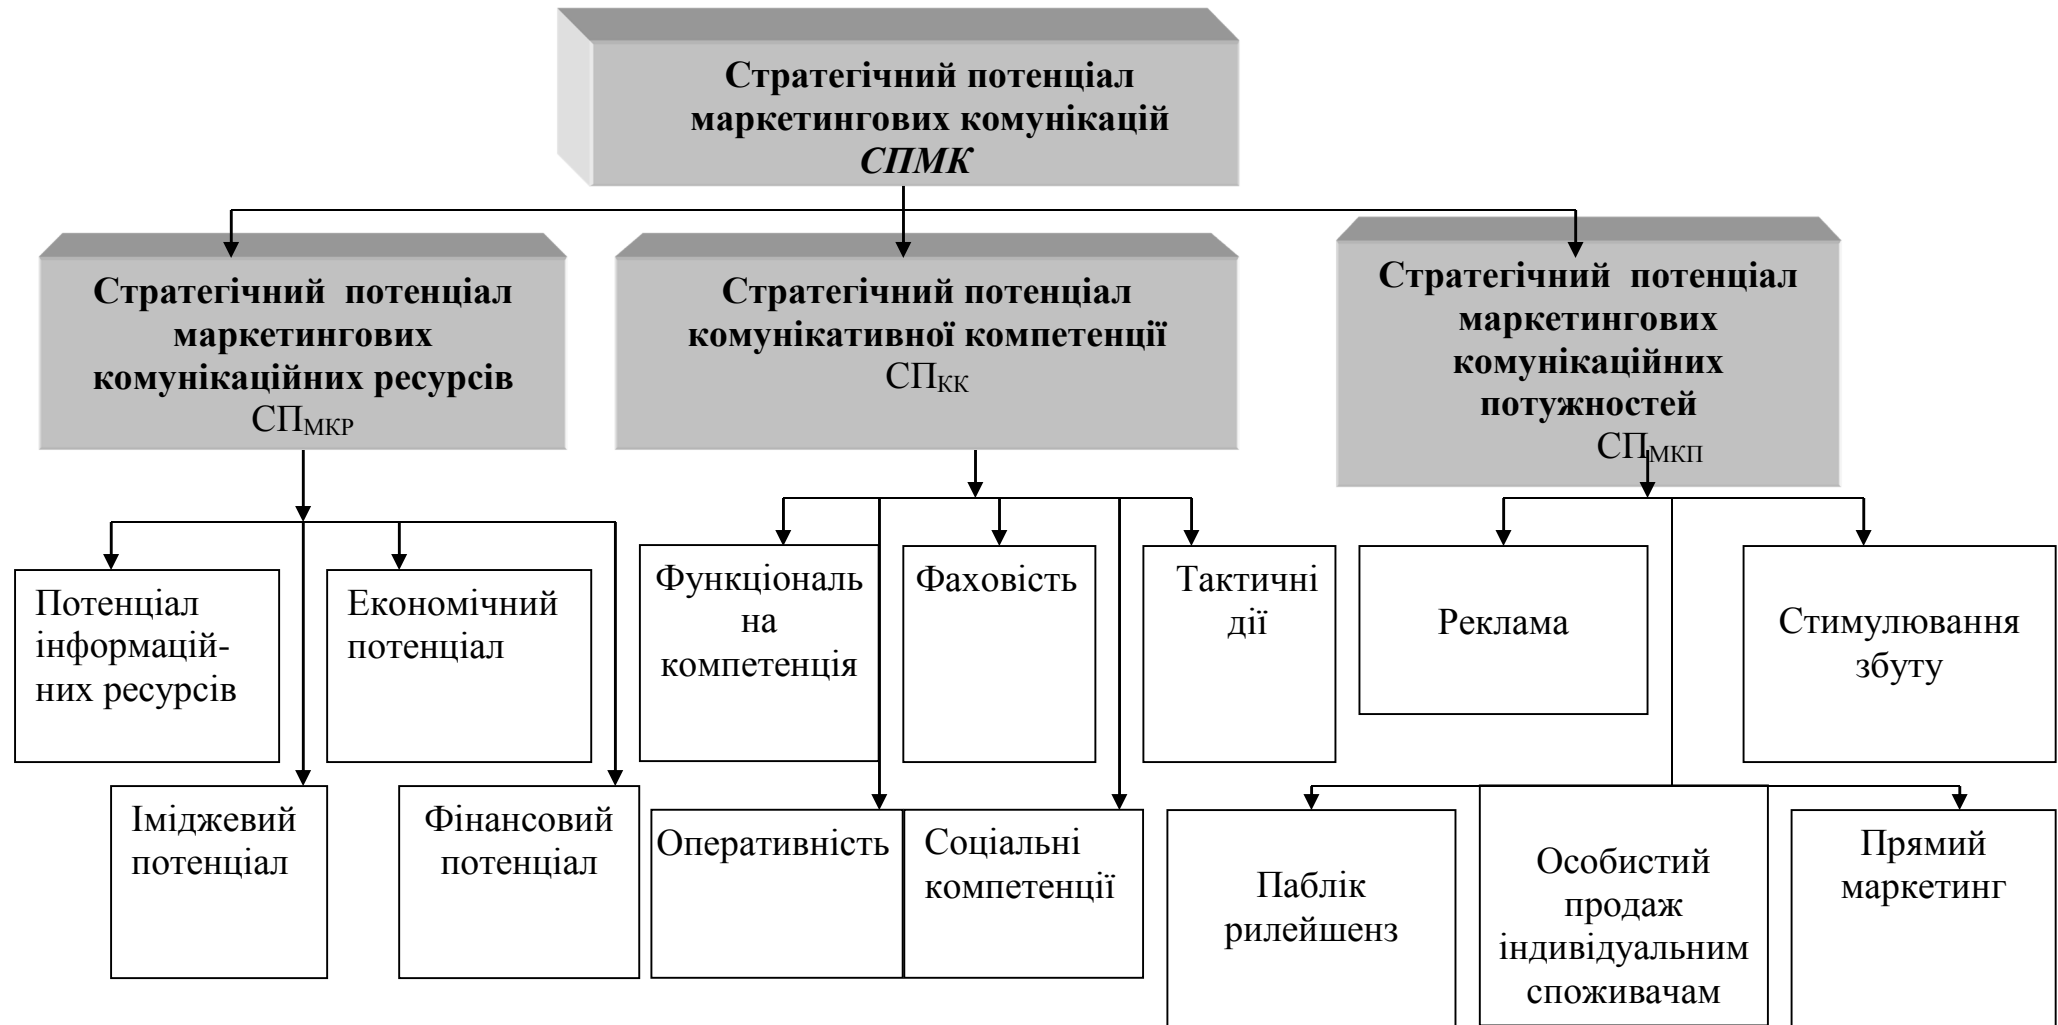 Стратегічний потенціал
маркетингових комунікацій
СПМК
Стратегічний потенціал
маркетингових
комунікаційних ресурсів
СПМКР
Стратегічний потенціал
комунікативної компетенції
СПКК
Стратегічний потенціал
маркетингових
комунікаційних
потужностей
СПМКП
Потенціал
інформацій-
них ресурсів
Економічний
потенціал
Функціональ
на
компетенція
Фаховість
Тактичні
дії
Реклама
Стимулювання
збуту
Іміджевий
потенціал
Фінансовий
потенціал
Оперативність
Соціальні
компетенції
Паблік
рилейшенз
Особистий
продаж
індивідуальним
споживачам
Прямий
маркетинг